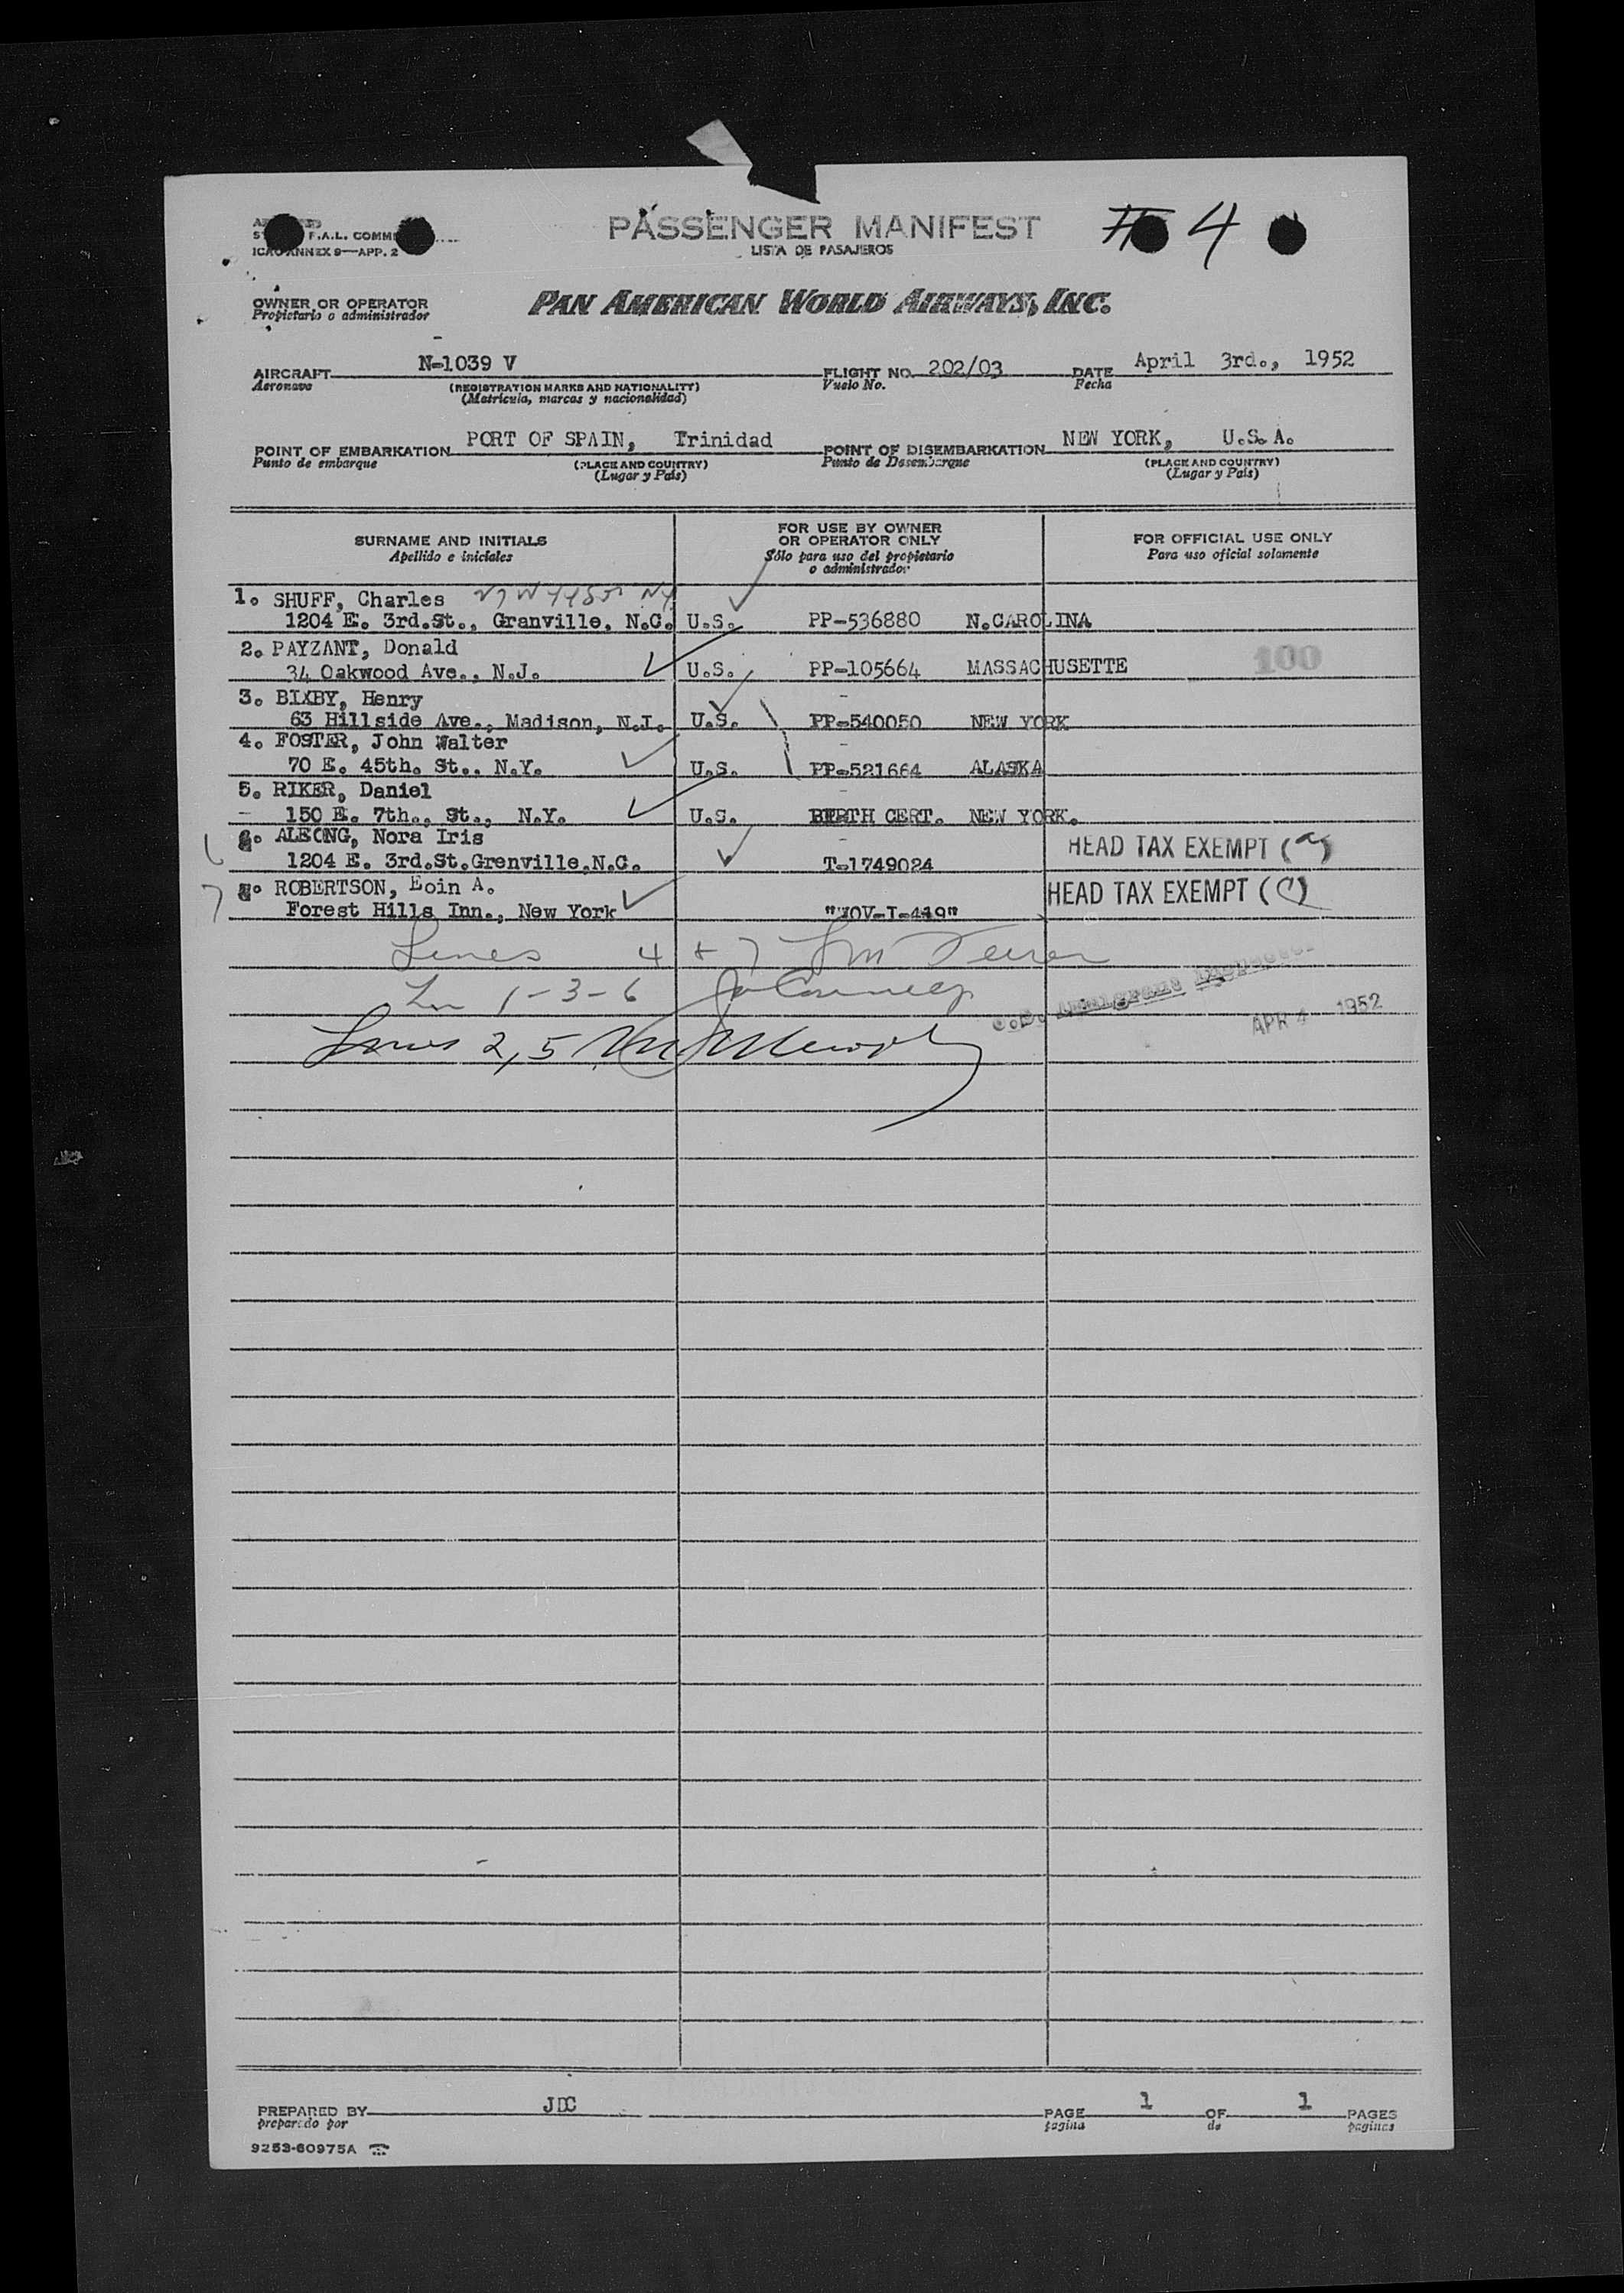 PASSENGER MANIFEST
# 4
LISTA DE PASAJEROS
F.A.L. COMM
ICAO ANNEX 9—APP. 2
OWNER OR OPERATOR
Propietario o administrador
PAN AMERICAN WORLD AIRWAYS, INC.
AIRCRAFT N-1039 V FLIGHT NO. 202/03 DATE April 3rd., 1952
Aeronave (REGISTRATION MARKS AND NATIONALITY) Vuelo No. Fecha
(Matrícula, marcas y nacionalidad)
POINT OF EMBARKATION PORT OF SPAIN, Trinidad POINT OF DISEMBARKATION NEW YORK, U.S.A.
Punto de embarque (PLACE AND COUNTRY) Punto de Desembarque (PLACE AND COUNTRY)
(Lugar y País) (Lugar y País)
SURNAME AND INITIALS FOR USE BY OWNER OR OPERATOR ONLY FOR OFFICIAL USE ONLY
Apellido e iniciales Sólo para uso del propietario o administrador Para uso oficial solamente
1. SHUFF, Charles
1204 E. 3rd.St., Granville, N.C. U.S. PP-536880 N.CAROLINA
2. PAYZANT, Donald
34 Oakwood Ave., N.J. U.S. PP-105664 MASSACHUSETTE 100
3. BIXBY, Henry
63 Hillside Ave., Madison, N.J. U.S. PP-540050 NEW YORK
4. FOSTER, John Walter
70 E. 45th. St., N.Y. U.S. PP-521664 ALASKA
5. RIKER, Daniel
150 E. 7th., St., N.Y. U.S. BIRTH CERT. NEW YORK.
6. ALEONG, Nora Iris HEAD TAX EXEMPT
1204 E. 3rd.St.Grenville,N.C. T-1749024
7. ROBERTSON, Eoin A. HEAD TAX EXEMPT (C)
Forest Hills Inn., New York
Lines 4 + 7
Ln 1-3-6
U.S. Immigrant Inspector
APR 4 1952
Lines 2, 5
PREPARED BY JDC PAGE 1 OF 1 PAGES
preparado por pagina de paginas
9253-60975A